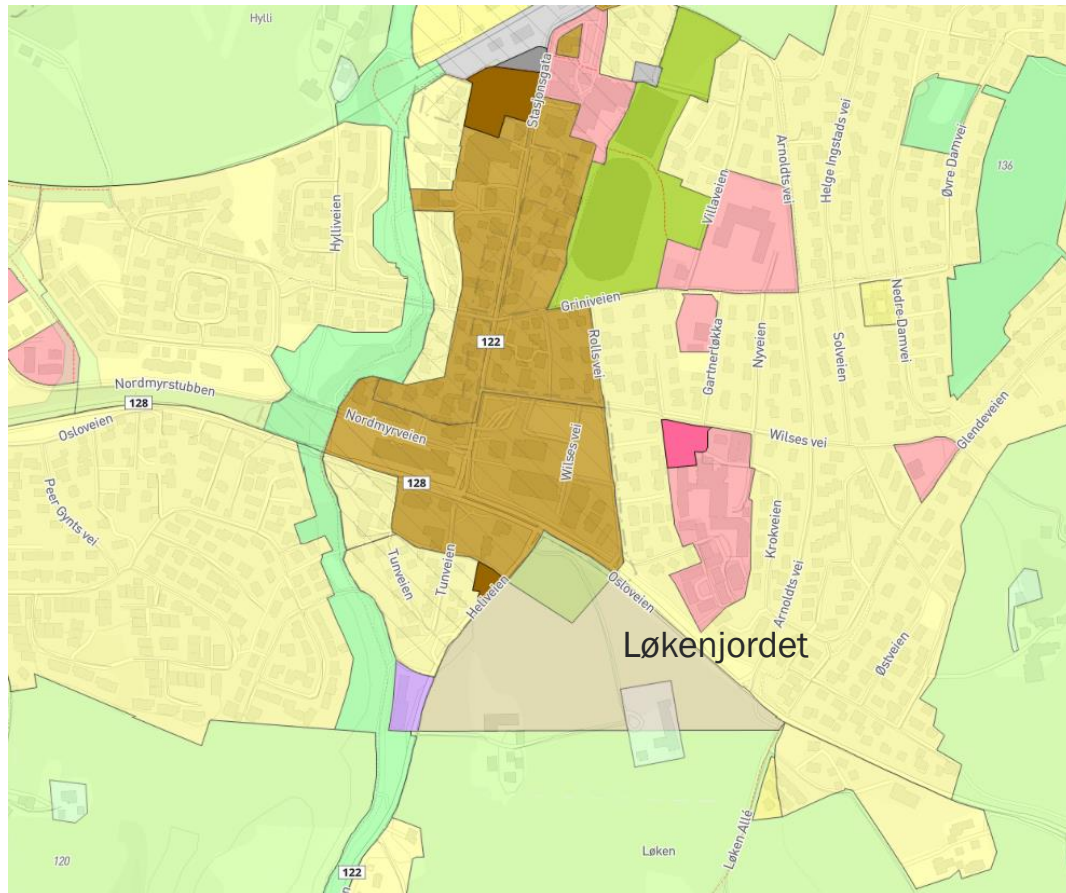 Hylli
Stasjonsgata
Hylliveien
Villaveien
Arnoldts vei
Helge Ingstads vei
Øvre Damvei
136
Griniveien
Nedre Damvei
122
Rolls vei
Gartnerløkka
Nyveien
Solveien
Nordmyrstubben
128
Osloveien
Nordmyrveien
Wilses vei
Wilses vei
Glendeveien
128
Peer Gynts vei
Krokveien
Tunveien
Tunveien
Heliveien
Osloveien
Arnoldts vei
Løkenjordet
Østveien
Løken Allé
Løken
120
122